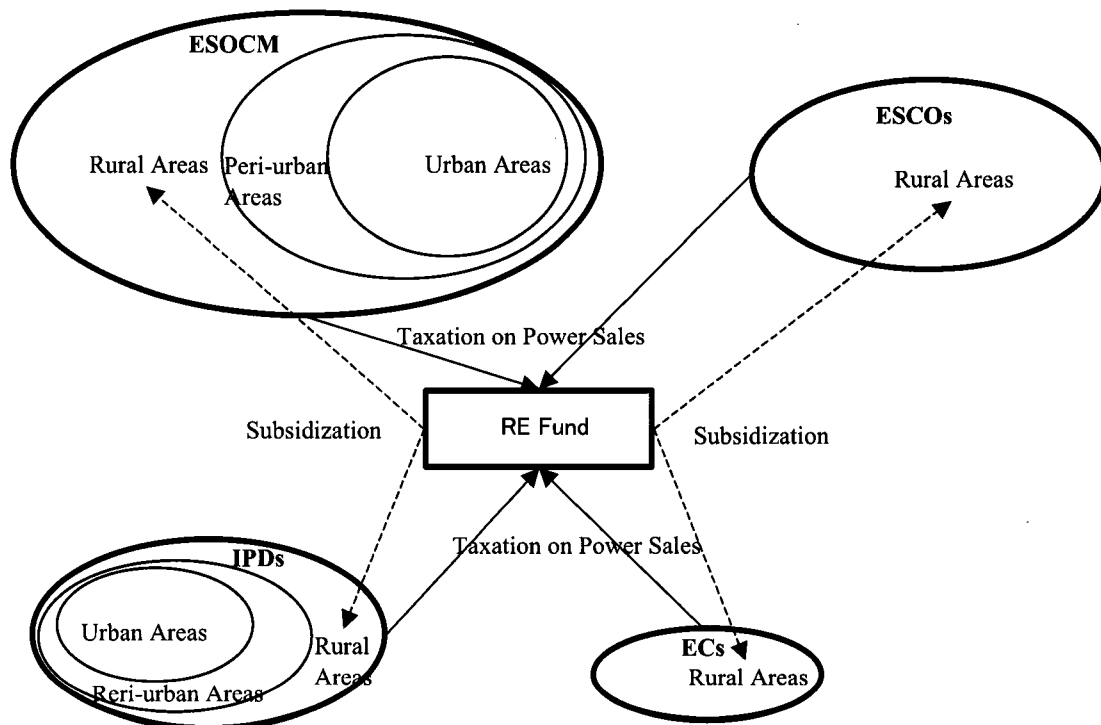 ESOCM
Rural Areas
Peri-urban
Areas
Urban Areas
ESCOs
Rural Areas
Taxation on Power Sales
RE Fund
Subsidization
Subsidization
Taxation on Power Sales
IPDs
Urban Areas
Reri-urban Areas
Rural
Areas
ECs
Rural Areas